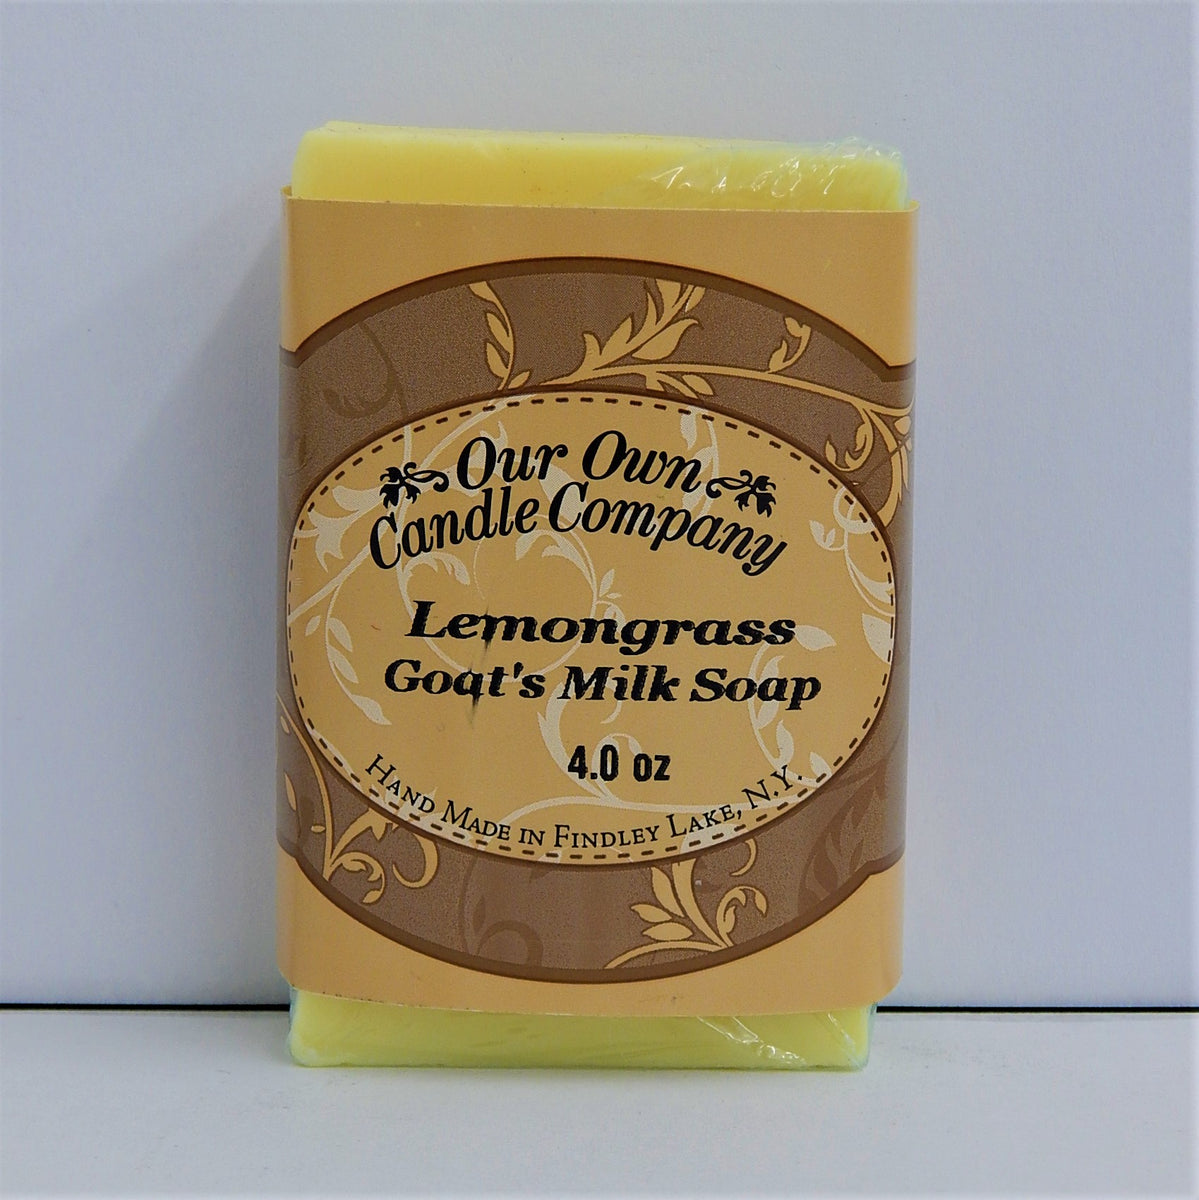 Our Own
Candle Company
Lemongrass
Goat's Milk Soap
4.0 oz
Hand Made in Findley Lake, N.Y.